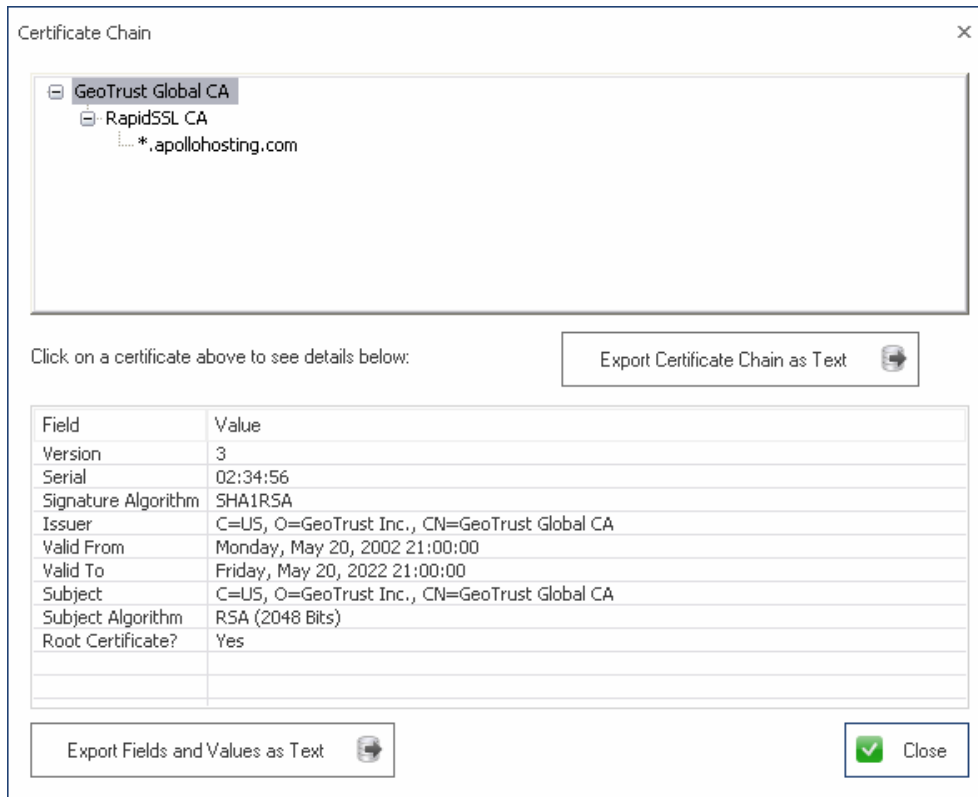 Certificate Chain
GeoTrust Global CA
RapidSSL CA
*.apollohosting.com
Click on a certificate above to see details below:
Export Certificate Chain as Text
Field Value
Version 3
Serial 02:34:56
Signature Algorithm SHA1RSA
Issuer C=US, O=GeoTrust Inc., CN=GeoTrust Global CA
Valid From Monday, May 20, 2002 21:00:00
Valid To Friday, May 20, 2022 21:00:00
Subject C=US, O=GeoTrust Inc., CN=GeoTrust Global CA
Subject Algorithm RSA (2048 Bits)
Root Certificate? Yes
Export Fields and Values as Text
Close